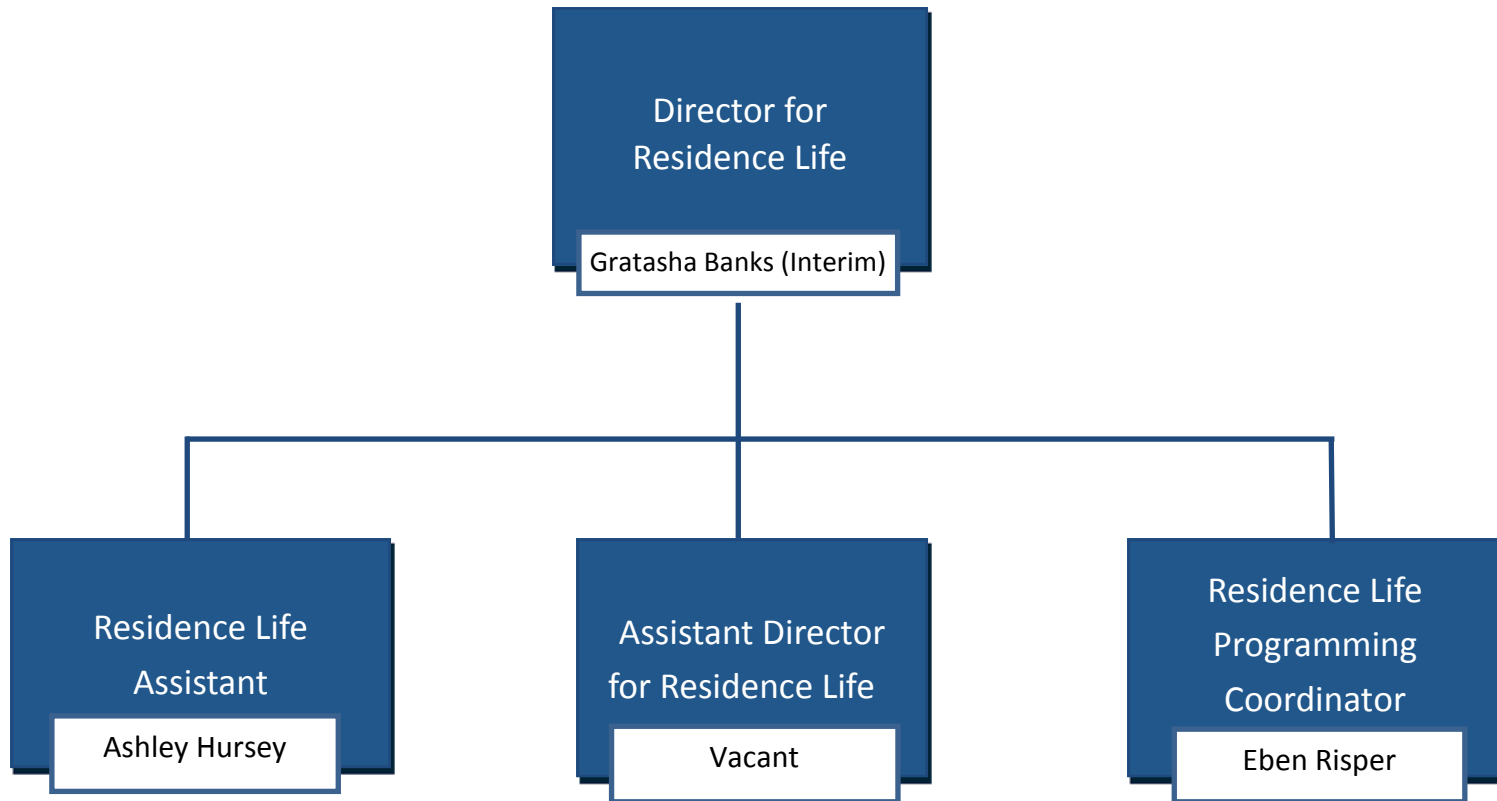 Director for
Residence Life
Gratasha Banks (Interim)
Residence Life
Assistant
Ashley Hursey
Assistant Director
for Residence Life
Vacant
Residence Life
Programming
Coordinator
Eben Risper